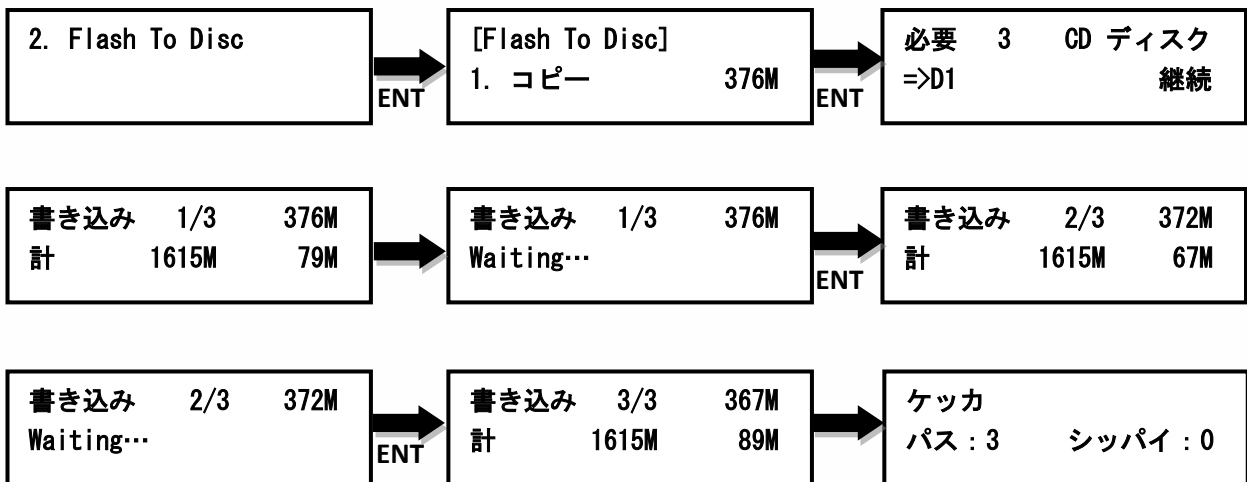 2. Flash To Disc
ENT
[Flash To Disc]
1. コピー 376M
ENT
必要 3 CD ディスク
=>D1 継続
書き込み 1/3 376M
計 1615M 79M
書き込み 1/3 376M
Waiting…
ENT
書き込み 2/3 372M
計 1615M 67M
書き込み 2/3 372M
Waiting…
ENT
書き込み 3/3 367M
計 1615M 89M
ケッカ
パス：3 シッパイ：0